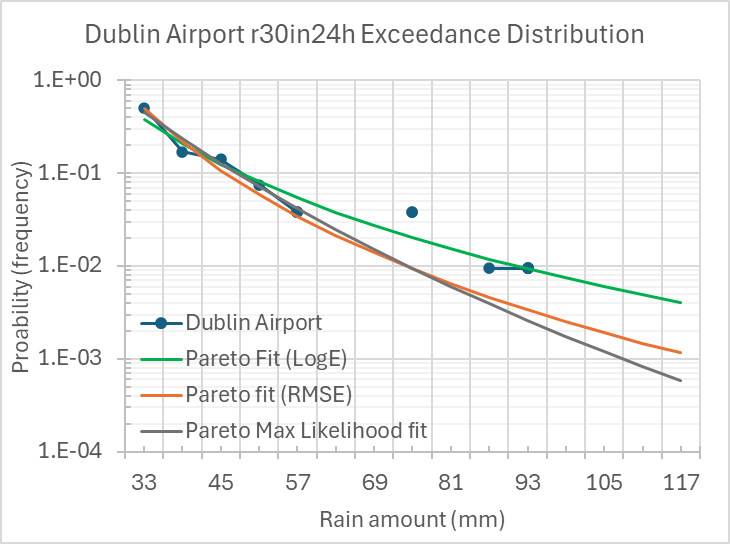 Dublin Airport r30in24h Exceedance Distribution
1.E+00
1.E-01
1.E-02
1.E-03
1.E-04
Proability (frequency)
Dublin Airport
Pareto Fit (LogE)
Pareto fit (RMSE)
Pareto Max Likelihood fit
33 45 57 69 81 93 105 117
Rain amount (mm)